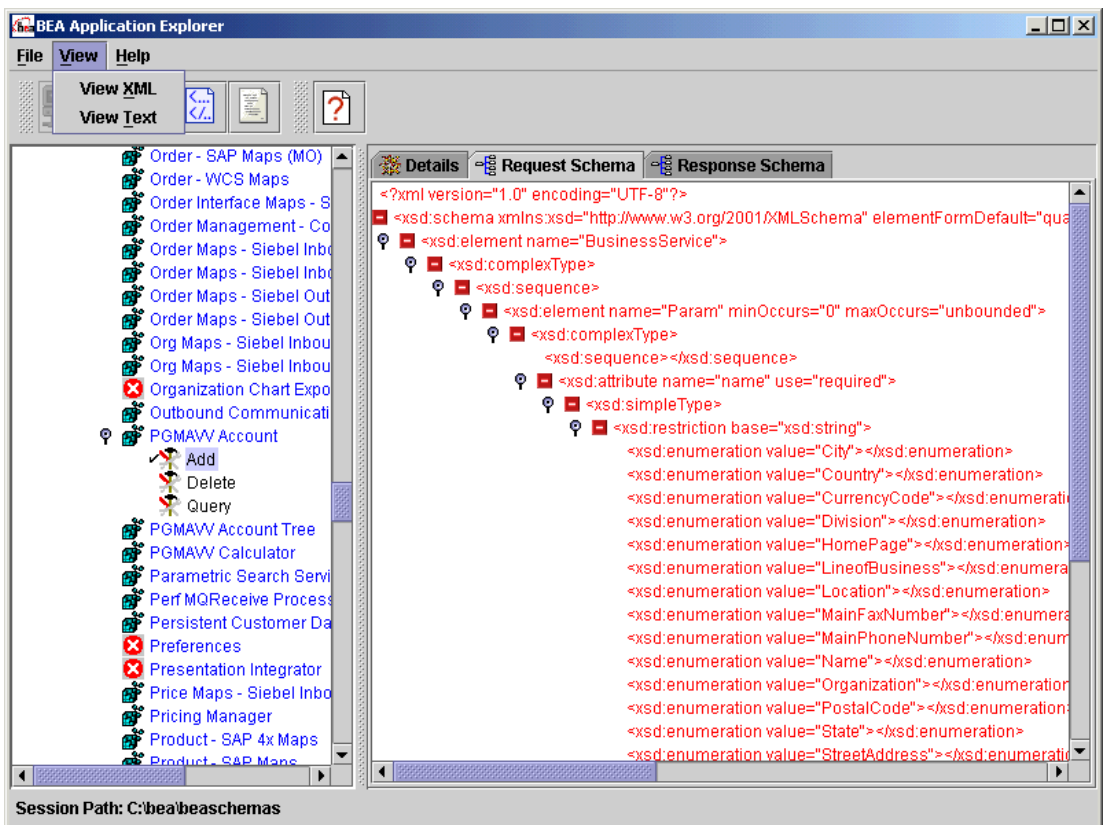 BEA Application Explorer
File View Help
View XML
View Text
Order - SAP Maps (MO)
Order - WCS Maps
Order Interface Maps - S
Order Management - Co
Order Maps - Siebel Inbo
Order Maps - Siebel Inbo
Order Maps - Siebel Out
Order Maps - Siebel Out
Org Maps - Siebel Inbou
Org Maps - Siebel Inbou
Organization Chart Expo
Outbound Communicati
PGMAVV Account
Add
Delete
Query
PGMAVV Account Tree
PGMAVV Calculator
Parametric Search Servi
Perf MQReceive Process
Persistent Customer Da
Preferences
Presentation Integrator
Price Maps - Siebel Inbo
Pricing Manager
Product - SAP 4x Maps
Product - SAP Maps
Details Request Schema Response Schema
<?xml version="1.0" encoding="UTF-8"?>
<xsd:schema xmlns:xsd="http://www.w3.org/2001/XMLSchema" elementFormDefault="qua
<xsd:element name="BusinessService">
<xsd:complexType>
<xsd:sequence>
<xsd:element name="Param" minOccurs="0" maxOccurs="unbounded">
<xsd:complexType>
<xsd:sequence></xsd:sequence>
<xsd:attribute name="name" use="required">
<xsd:simpleType>
<xsd:restriction base="xsd:string">
<xsd:enumeration value="City"></xsd:enumeration>
<xsd:enumeration value="Country"></xsd:enumeration>
<xsd:enumeration value="CurrencyCode"></xsd:enumerati
<xsd:enumeration value="Division"></xsd:enumeration>
<xsd:enumeration value="HomePage"></xsd:enumeration>
<xsd:enumeration value="LineofBusiness"></xsd:enumera
<xsd:enumeration value="Location"></xsd:enumeration>
<xsd:enumeration value="MainFaxNumber"></xsd:enumera
<xsd:enumeration value="MainPhoneNumber"></xsd:enum
<xsd:enumeration value="Name"></xsd:enumeration>
<xsd:enumeration value="Organization"></xsd:enumeration
<xsd:enumeration value="PostalCode"></xsd:enumeration
<xsd:enumeration value="State"></xsd:enumeration>
<xsd:enumeration value="StreetAddress"></xsd:enumeratio
Session Path: C:\bea\beaschemas